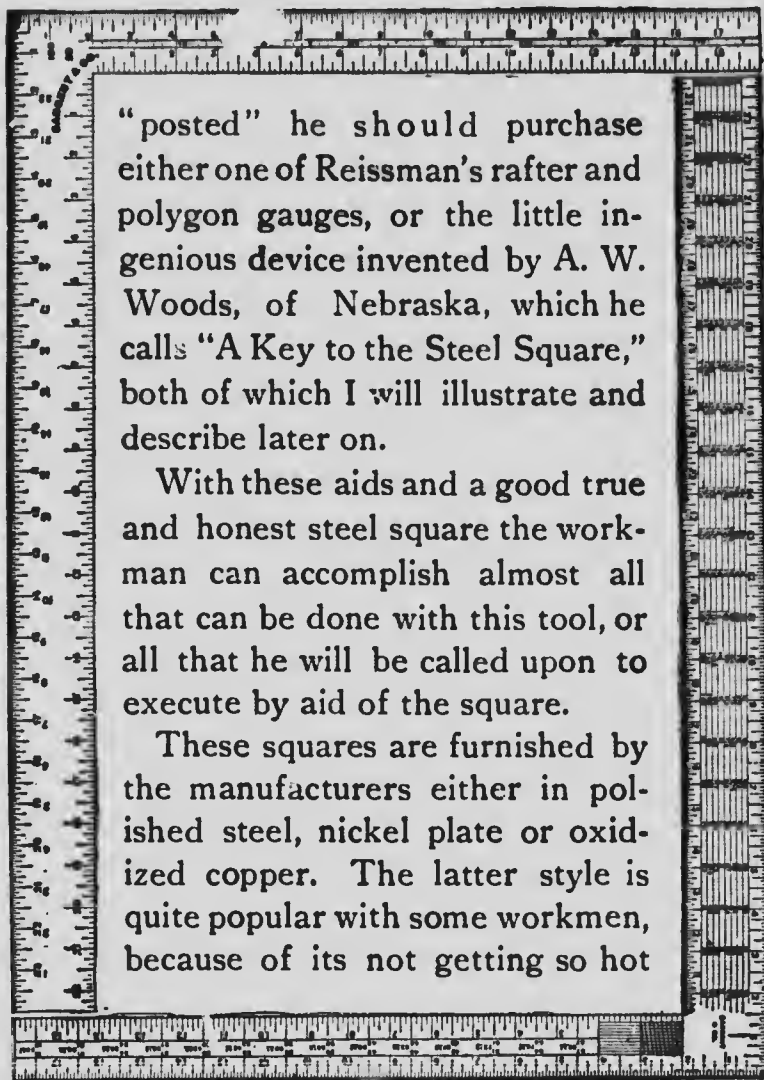 “posted” he should purchase
either one of Reissman’s rafter and
polygon gauges, or the little in-
genious device invented by A. W.
Woods, of Nebraska, which he
calls “A Key to the Steel Square,”
both of which I will illustrate and
describe later on.
With these aids and a good true
and honest steel square the work-
man can accomplish almost all
that can be done with this tool, or
all that he will be called upon to
execute by aid of the square.
These squares are furnished by
the manufacturers either in pol-
ished steel, nickel plate or oxid-
ized copper. The latter style is
quite popular with some workmen,
because of its not getting so hot